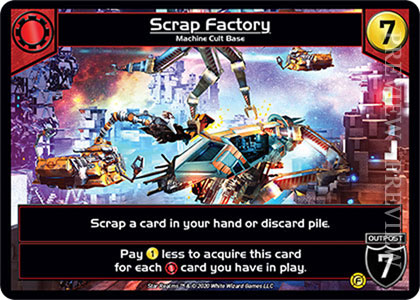 Scrap Factory
Machine Cult Base
7
Scrap a card in your hand or discard pile.
Pay 1 less to acquire this card
for each card you have in play.
OUTPOST
7
Star Realms ™ & © 2020 White Wizard Games LLC
F
PREVIEW PREVIEW